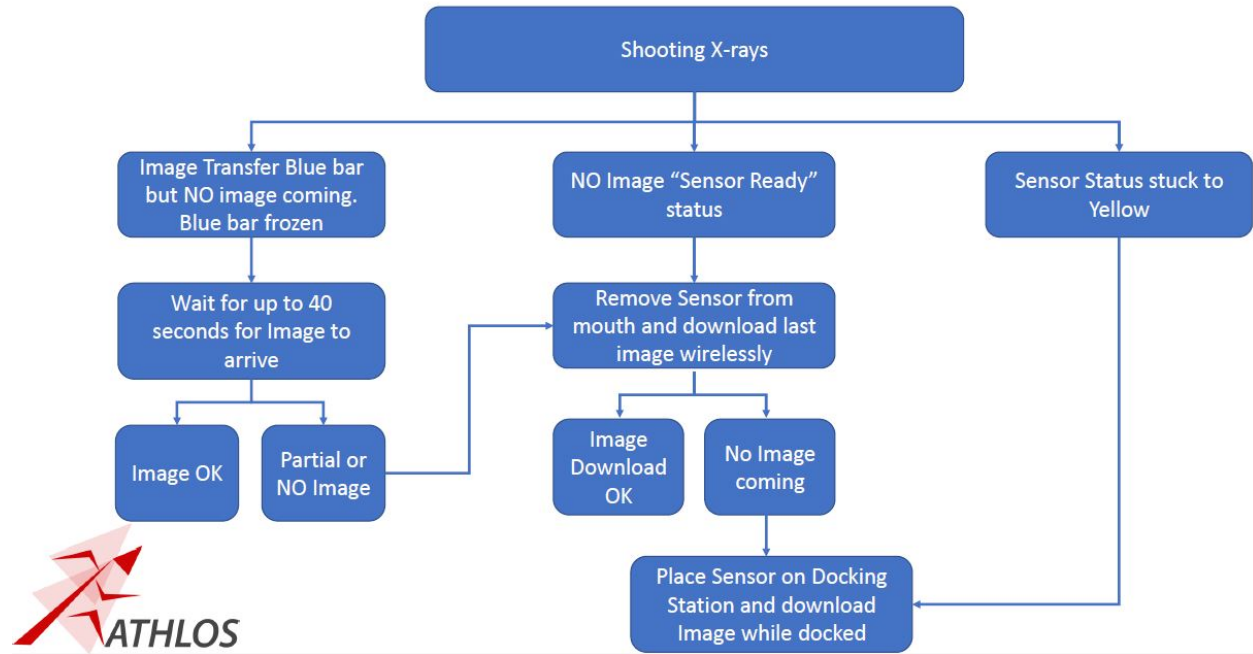 Shooting X-rays
Image Transfer Blue bar
but NO image coming.
Blue bar frozen
NO Image “Sensor Ready”
status
Sensor Status stuck to
Yellow
Wait for up to 40
seconds for Image to
arrive
Remove Sensor from
mouth and download last
image wirelessly
Image OK
Partial or
NO Image
Image
Download
OK
No Image
coming
Place Sensor on Docking
Station and download
Image while docked
ATHLOS